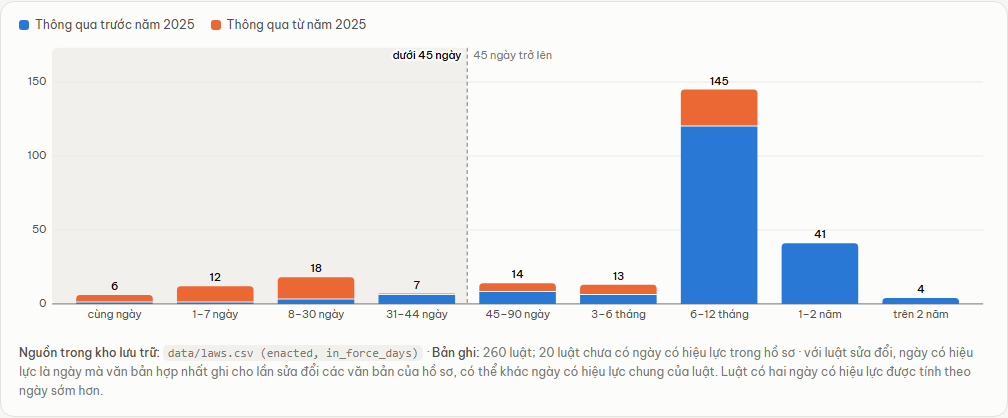 Thông qua trước năm 2025 Thông qua từ năm 2025
dưới 45 ngày 45 ngày trở lên
150
100
50
0
6 12 18 7 14 13 145 41 4
cùng ngày 1–7 ngày 8–30 ngày 31–44 ngày 45–90 ngày 3–6 tháng 6–12 tháng 1–2 năm trên 2 năm
Nguồn trong kho lưu trữ: data/laws.csv (enacted, in_force_days) · Bản ghi: 260 luật; 20 luật chưa có ngày có hiệu lực trong hồ sơ · với luật sửa đổi, ngày có hiệu
lực là ngày mà văn bản hợp nhất ghi cho lần sửa đổi các văn bản của hồ sơ, có thể khác ngày có hiệu lực chung của luật. Luật có hai ngày có hiệu lực được tính theo
ngày sớm hơn.